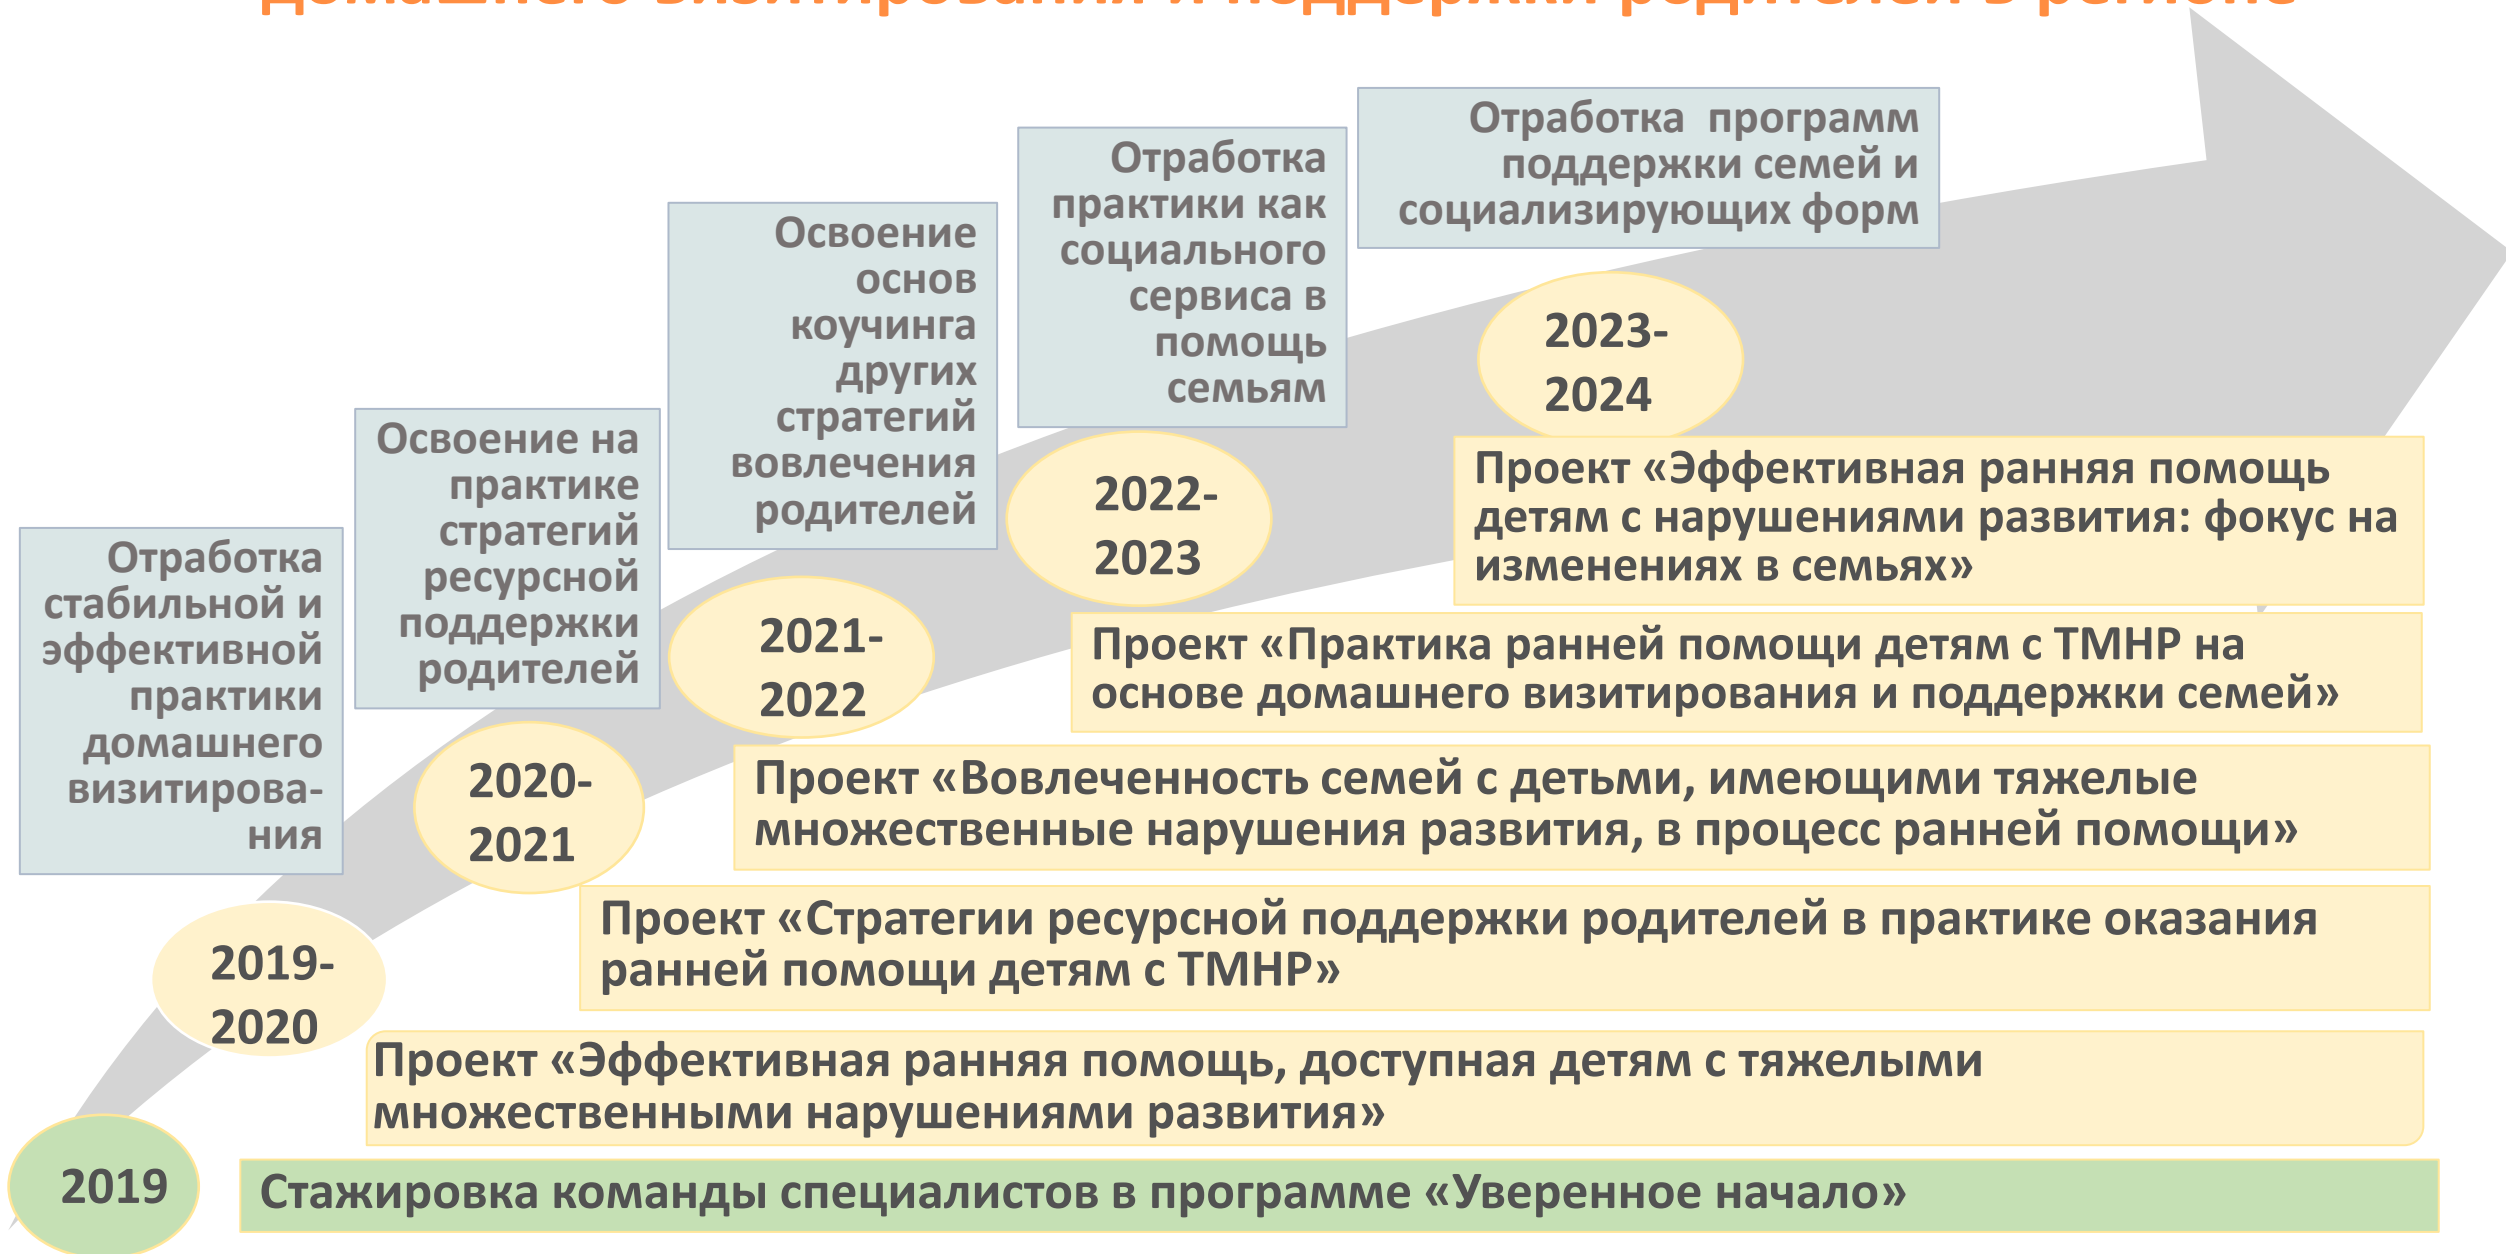 домашнего визитирования и поддержки родителей в регионе
Отработка программ
поддержки семей и
социализирующих форм
Отработка
практики как
социального
сервиса в
помощь
семьям
Освоение
основ
коучинга
других
стратегий
вовлечения
родителей
Освоение на
практике
стратегий
ресурсной
поддержки
родителей
Отработка
стабильной и
эффективной
практики
домашнего
визитирова-
ния
2023-
2024
Проект «Эффективная ранняя помощь
детям с нарушениями развития: фокус на
изменениях в семьях»
2022-
2023
Проект «Практика ранней помощи детям с ТМНР на
основе домашнего визитирования и поддержки семей»
2021-
2022
Проект «Вовлеченность семей с детьми, имеющими тяжелые
множественные нарушения развития, в процесс ранней помощи»
2020-
2021
Проект «Стратегии ресурсной поддержки родителей в практике оказания
ранней помощи детям с ТМНР»
2019-
2020
Проект «Эффективная ранняя помощь, доступная детям с тяжелыми
множественными нарушениями развития»
2019
Стажировка команды специалистов в программе «Уверенное начало»